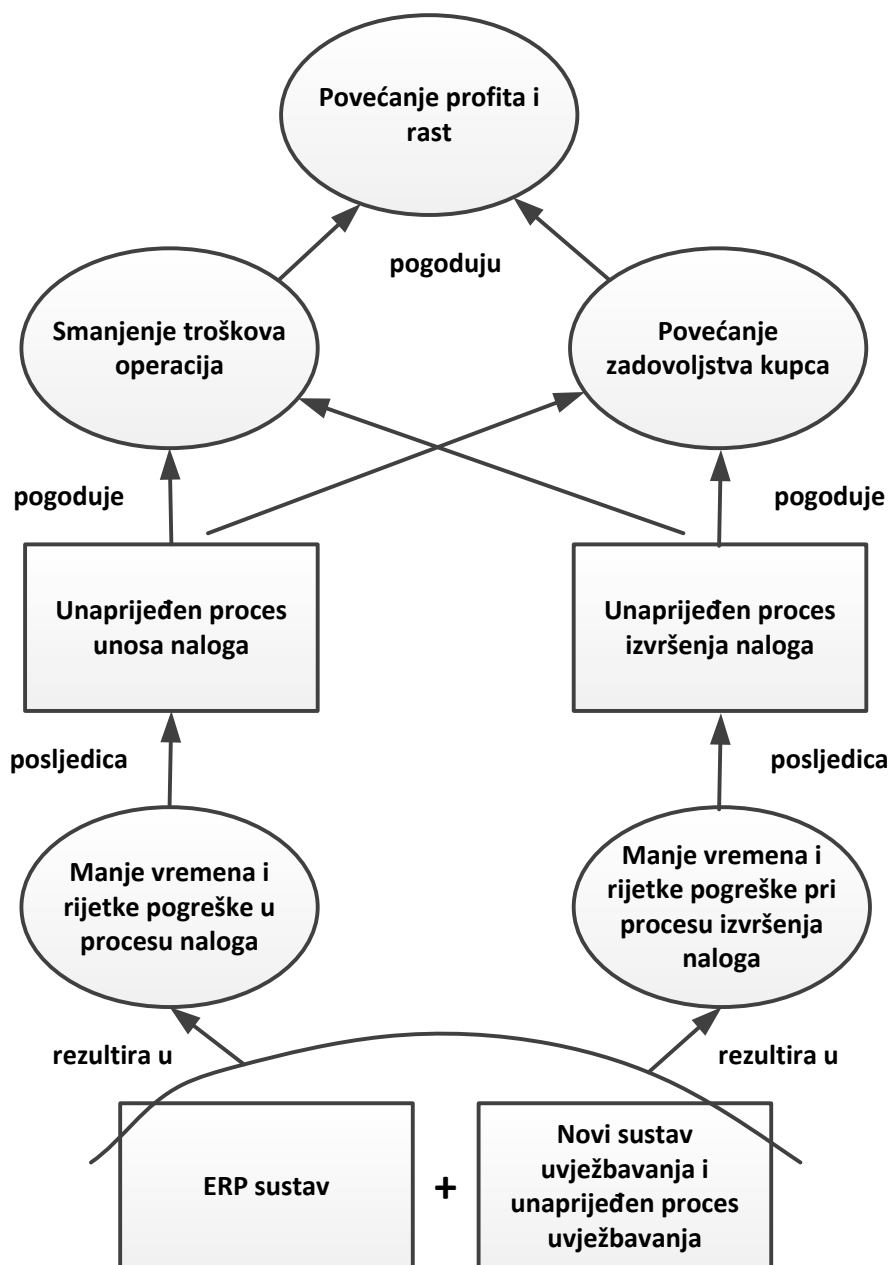 Povećanje profita i
rast
pogoduju
Smanjenje troškova
operacija
Povećanje
zadovoljstva kupca
pogoduje
pogoduje
Unaprijeđen proces
unosa naloga
Unaprijeđen proces
izvršenja naloga
posljedica
posljedica
Manje vremena i
rijetke pogreške u
procesu naloga
Manje vremena i
rijetke pogreške pri
procesu izvršenja
naloga
rezultira u
rezultira u
ERP sustav
+
Novi sustav
uvježbavanja i
unaprijeđen proces
uvježbavanja